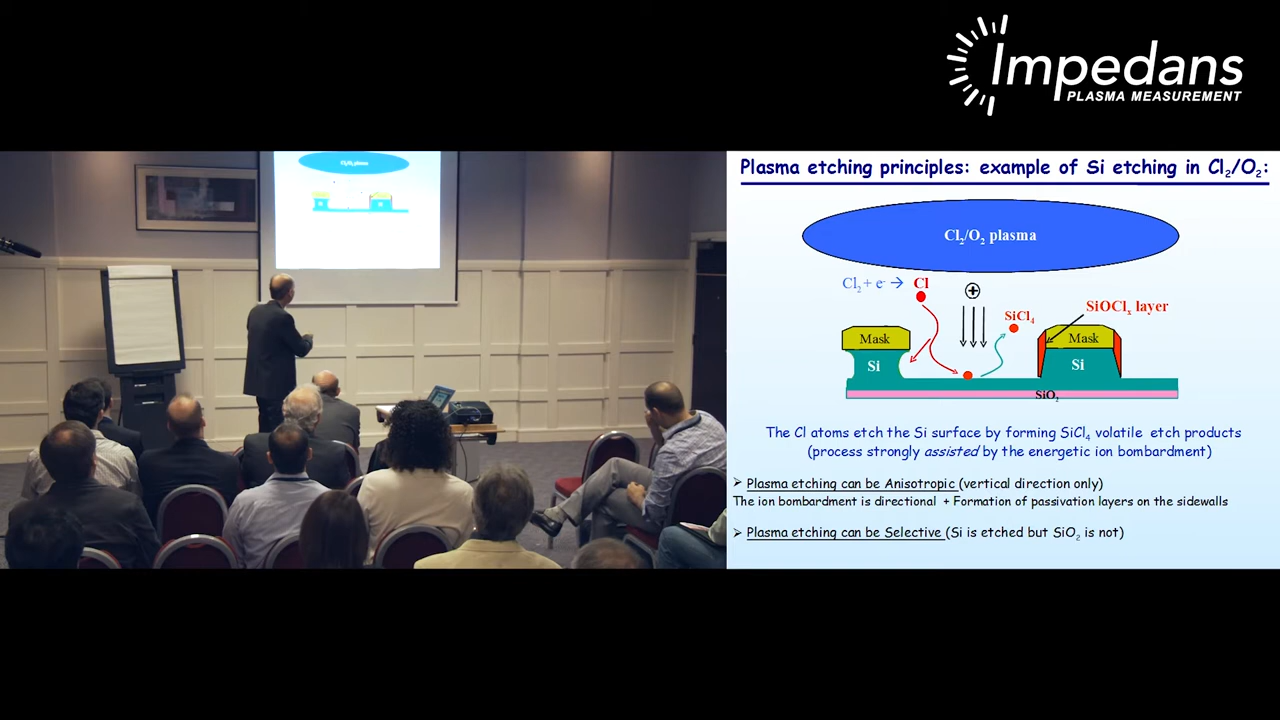 Impedans
PLASMA MEASUREMENT
Cl₂/O₂ plasma
Plasma etching principles: example of Si etching in Cl₂/O₂:
Cl₂/O₂ plasma
Cl₂ + e⁻ → Cl
+
SiCl₄
SiOClₓ layer
Mask
Mask
Si
Si
SiO₂
The Cl atoms etch the Si surface by forming SiCl₄ volatile etch products
(process strongly assisted by the energetic ion bombardment)
➢ Plasma etching can be Anisotropic (vertical direction only)
The ion bombardment is directional + Formation of passivation layers on the sidewalls
➢ Plasma etching can be Selective (Si is etched but SiO₂ is not)